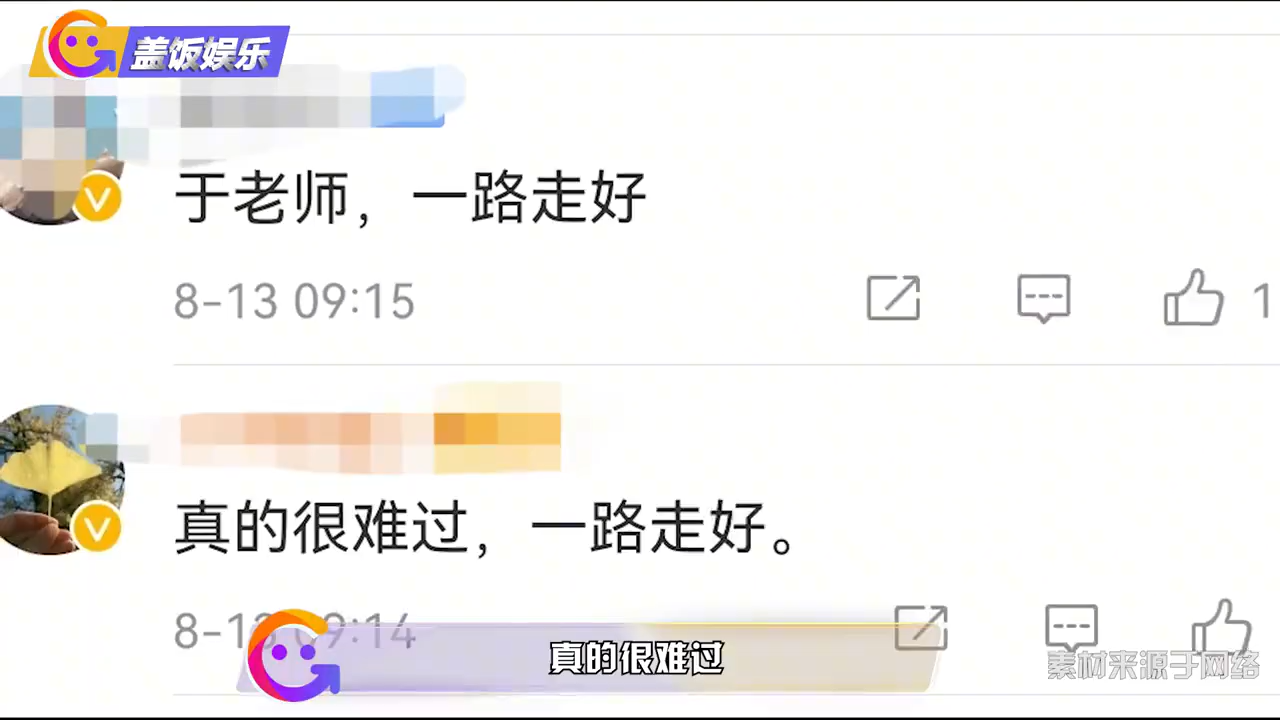 盖饭娱乐
于老师，一路走好
8-13 09:15
1
真的很难过，一路走好。
8-13 09:14
真的很难过
素材来源于网络